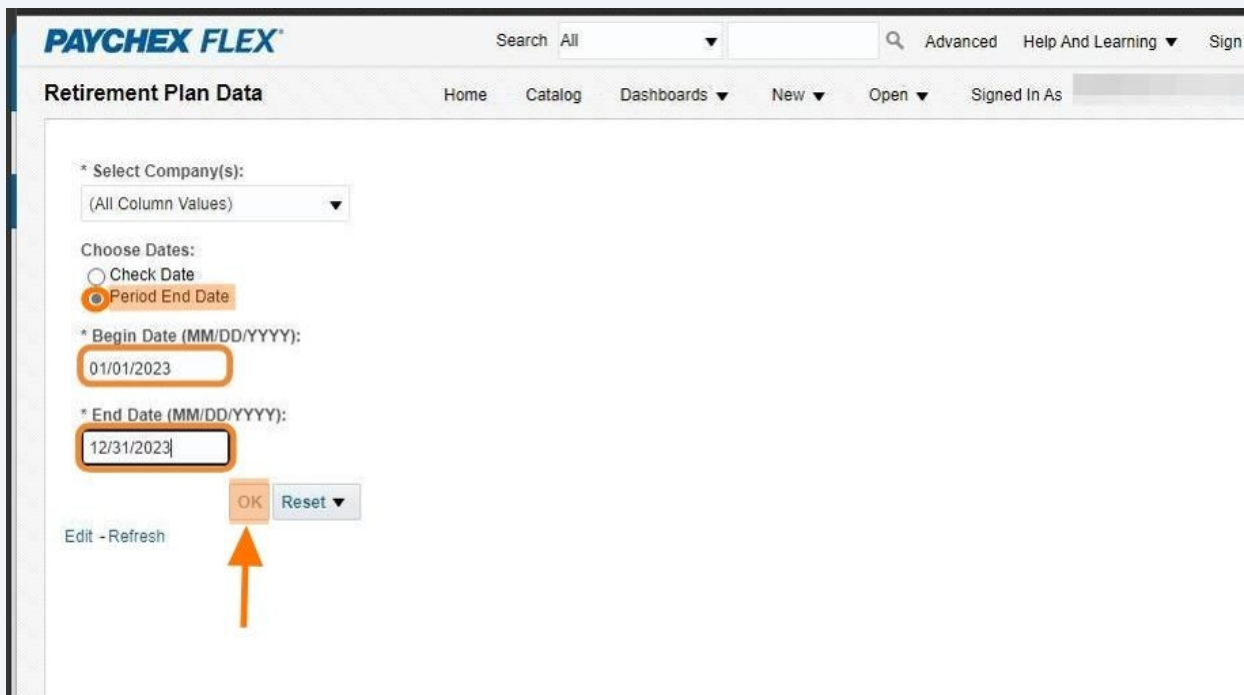 PAYCHEX FLEX® Search All Advanced Help And Learning Sign
Retirement Plan Data Home Catalog Dashboards New Open Signed In As
* Select Company(s):
(All Column Values)
Choose Dates:
Check Date
Period End Date
* Begin Date (MM/DD/YYYY):
01/01/2023
* End Date (MM/DD/YYYY):
12/31/2023
OK Reset
Edit - Refresh